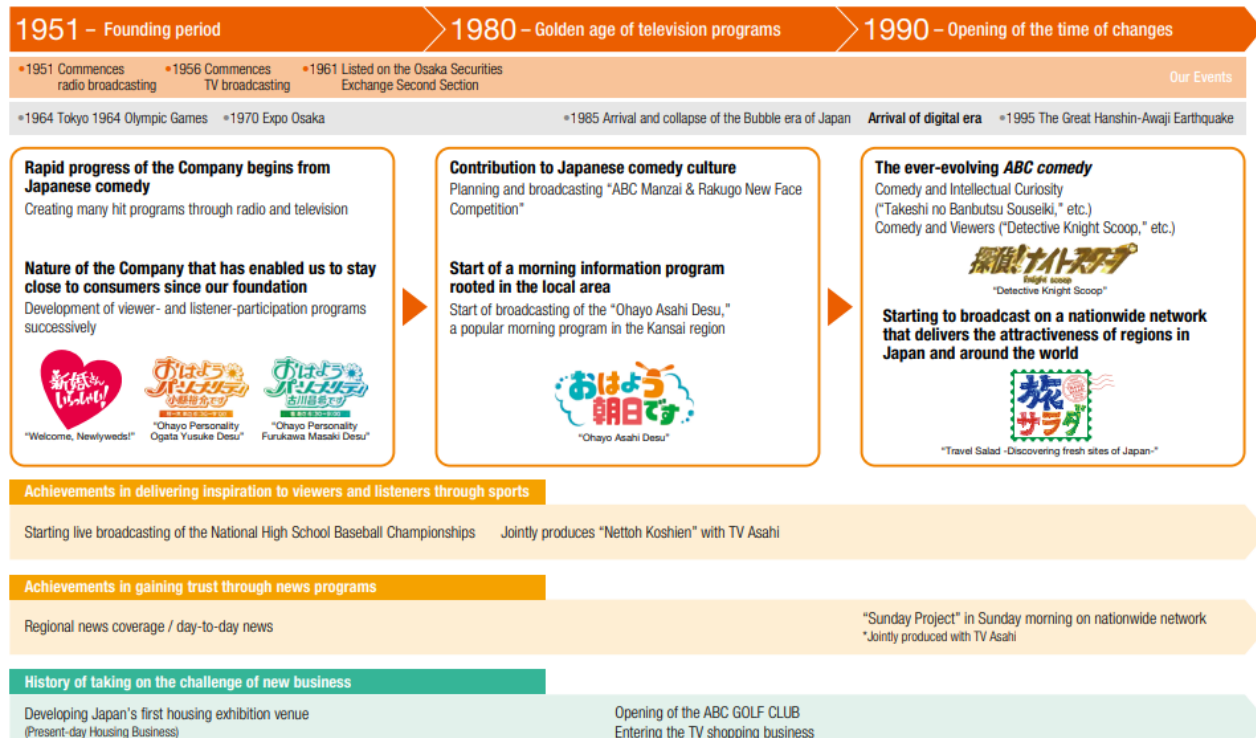 1951 – Founding period
1980 – Golden age of television programs
1990 – Opening of the time of changes
•1951 Commences radio broadcasting
•1956 Commences TV broadcasting
•1961 Listed on the Osaka Securities Exchange Second Section
Our Events
•1964 Tokyo 1964 Olympic Games •1970 Expo Osaka
•1985 Arrival and collapse of the Bubble era of Japan Arrival of digital era •1995 The Great Hanshin-Awaji Earthquake
Rapid progress of the Company begins from
Japanese comedy
Creating many hit programs through radio and television
Nature of the Company that has enabled us to stay
close to consumers since our foundation
Development of viewer- and listener-participation programs
successively
新婚さん
いらっしゃい!
"Welcome, Newlyweds!"
おはよう
パーソナリティ
小縣裕介です
"Ohayo Personality
Ogata Yusuke Desu"
おはよう
パーソナリティ
古川昌希です
"Ohayo Personality
Furukawa Masaki Desu"
Contribution to Japanese comedy culture
Planning and broadcasting "ABC Manzai & Rakugo New Face
Competition"
Start of a morning information program
rooted in the local area
Start of broadcasting of the "Ohayo Asahi Desu,"
a popular morning program in the Kansai region
おはよう
朝日です
"Ohayo Asahi Desu"
The ever-evolving ABC comedy
Comedy and Intellectual Curiosity
("Takeshi no Banbutsu Souseiki," etc.)
Comedy and Viewers ("Detective Knight Scoop," etc.)
探偵!ナイトスクープ
Knight scoop
"Detective Knight Scoop"
Starting to broadcast on a nationwide network
that delivers the attractiveness of regions in
Japan and around the world
旅
サラダ
"Travel Salad -Discovering fresh sites of Japan-"
Achievements in delivering inspiration to viewers and listeners through sports
Starting live broadcasting of the National High School Baseball Championships
Jointly produces "Nettoh Koshien" with TV Asahi
Achievements in gaining trust through news programs
Regional news coverage / day-to-day news
"Sunday Project" in Sunday morning on nationwide network
*Jointly produced with TV Asahi
History of taking on the challenge of new business
Developing Japan's first housing exhibition venue
(Present-day Housing Business)
Opening of the ABC GOLF CLUB
Entering the TV shopping business